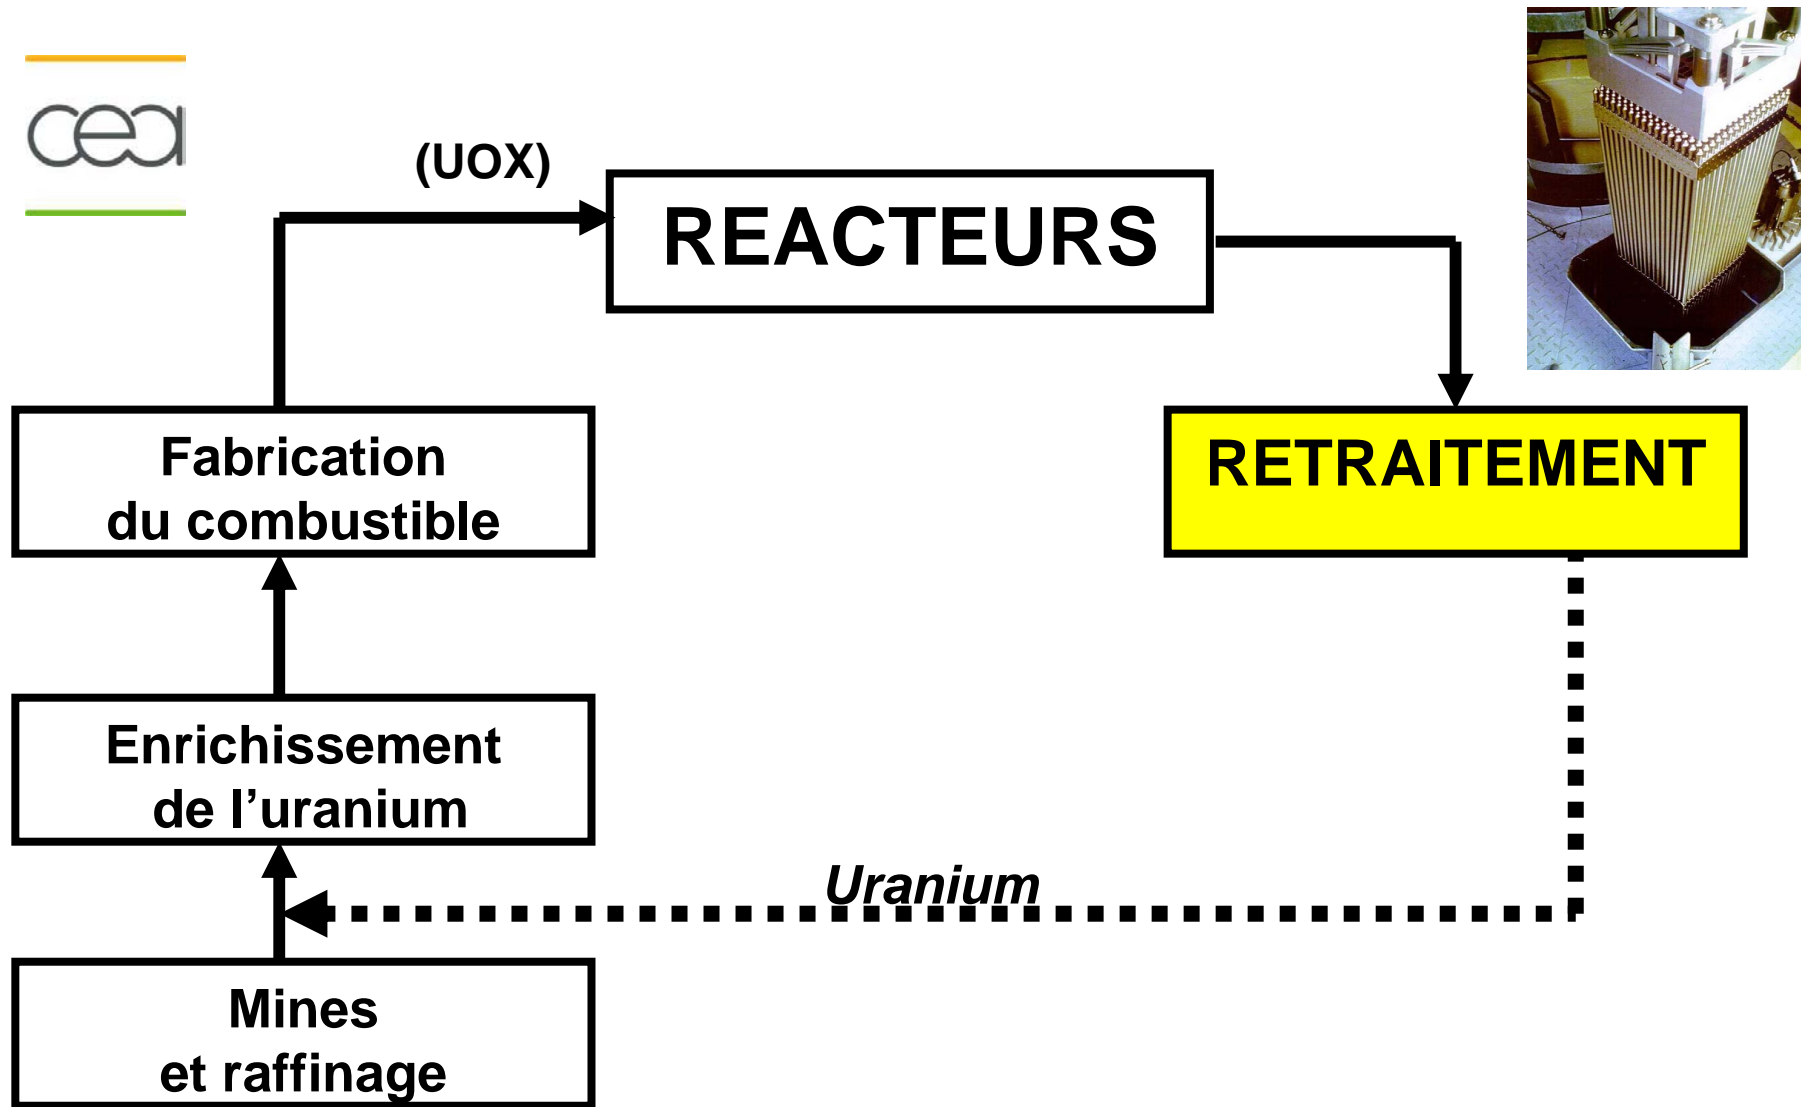 cea
(UOX)
REACTEURS
Fabrication
du combustible
RETRAITEMENT
Enrichissement
de l’uranium
Uranium
Mines
et raffinage